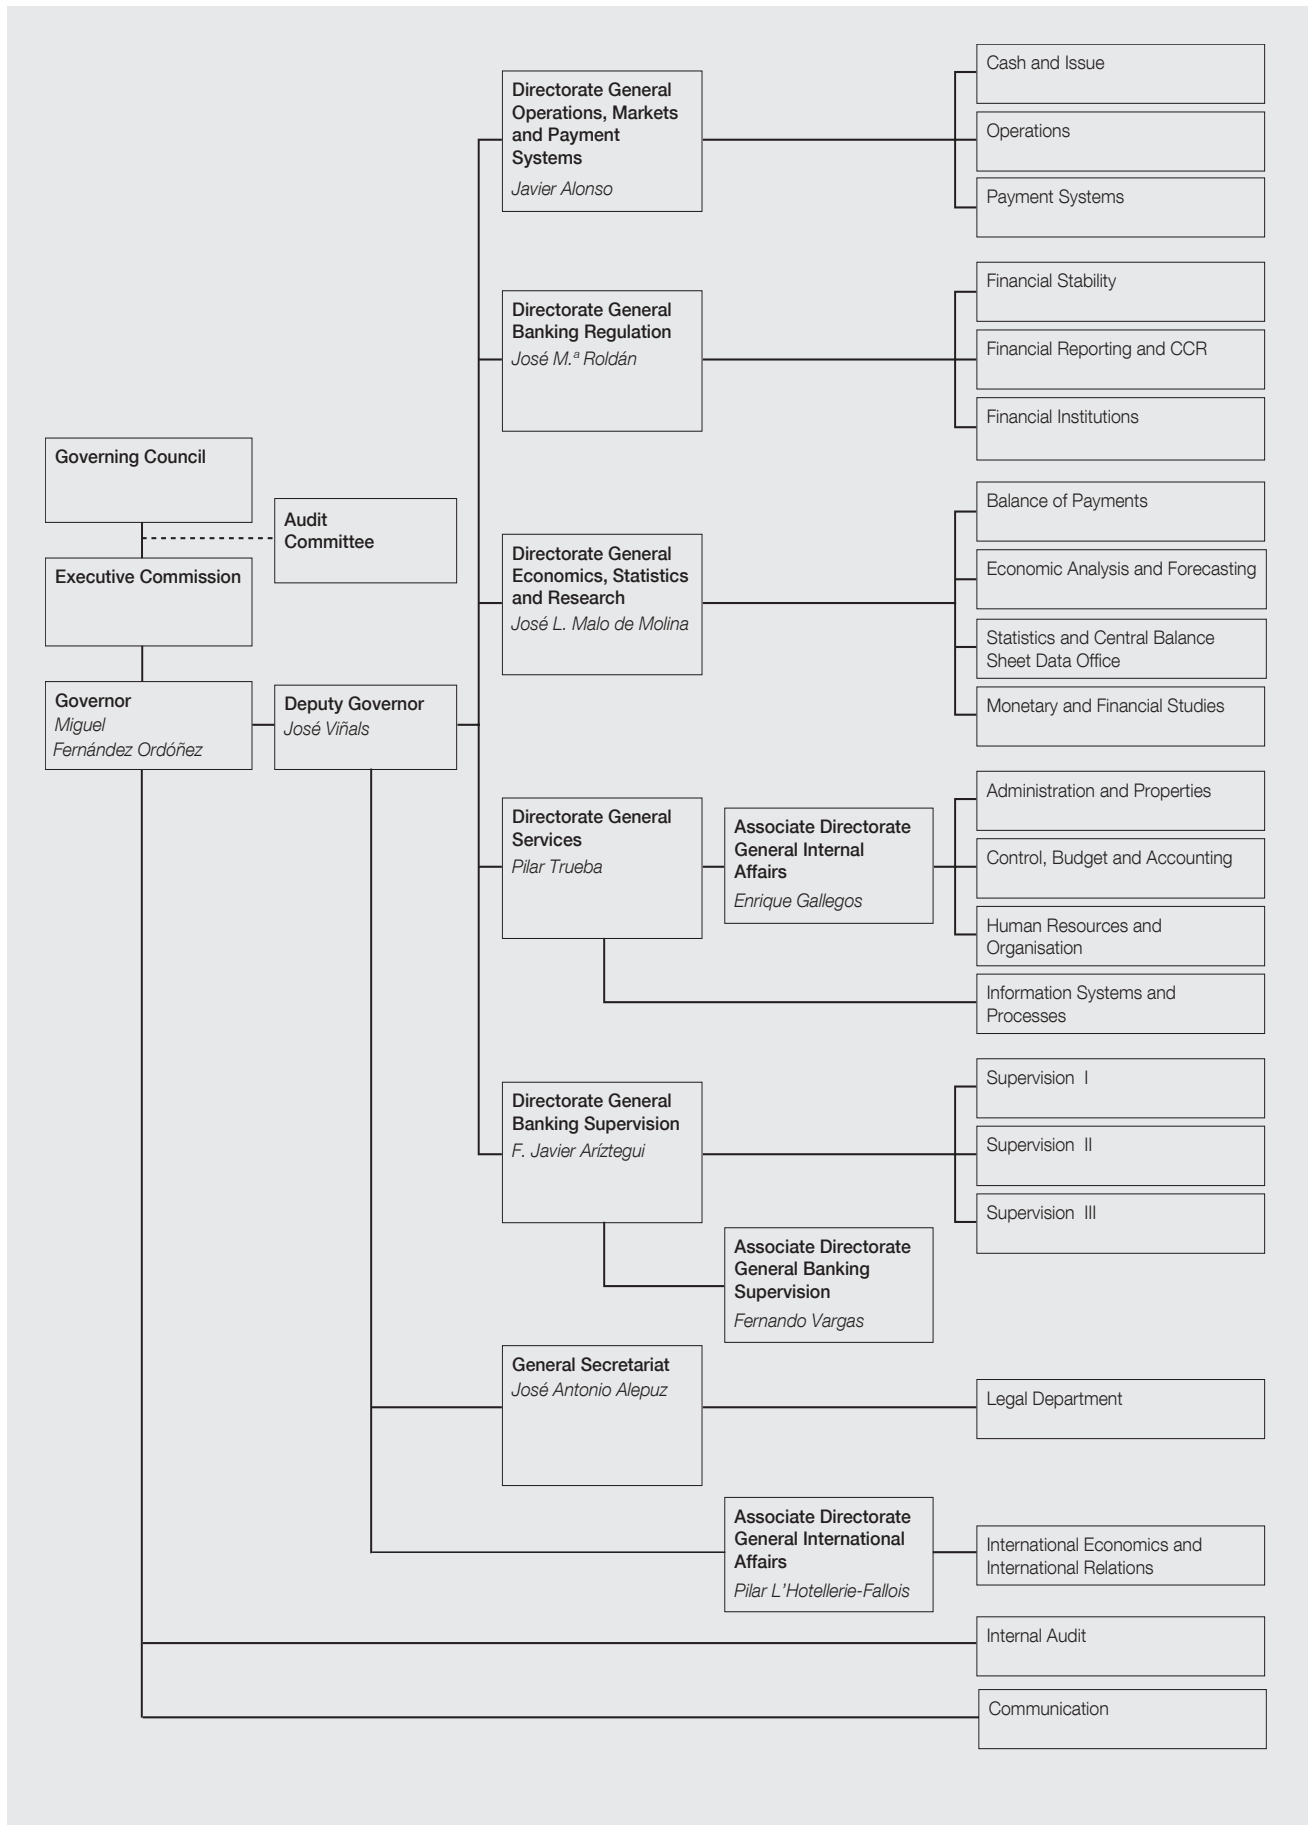 Governing Council
Audit
Committee
Executive Commission
Governor
Miguel
Fernández Ordóñez
Deputy Governor
José Viñals
Directorate General
Operations, Markets
and Payment
Systems
Javier Alonso
Cash and Issue
Operations
Payment Systems
Directorate General
Banking Regulation
José M.ª Roldán
Financial Stability
Financial Reporting and CCR
Financial Institutions
Directorate General
Economics, Statistics
and Research
José L. Malo de Molina
Balance of Payments
Economic Analysis and Forecasting
Statistics and Central Balance
Sheet Data Office
Monetary and Financial Studies
Directorate General
Services
Pilar Trueba
Associate Directorate
General Internal
Affairs
Enrique Gallegos
Administration and Properties
Control, Budget and Accounting
Human Resources and
Organisation
Information Systems and
Processes
Directorate General
Banking Supervision
F. Javier Aríztegui
Supervision I
Supervision II
Supervision III
Associate Directorate
General Banking
Supervision
Fernando Vargas
General Secretariat
José Antonio Alepuz
Legal Department
Associate Directorate
General International
Affairs
Pilar L'Hotellerie-Fallois
International Economics and
International Relations
Internal Audit
Communication